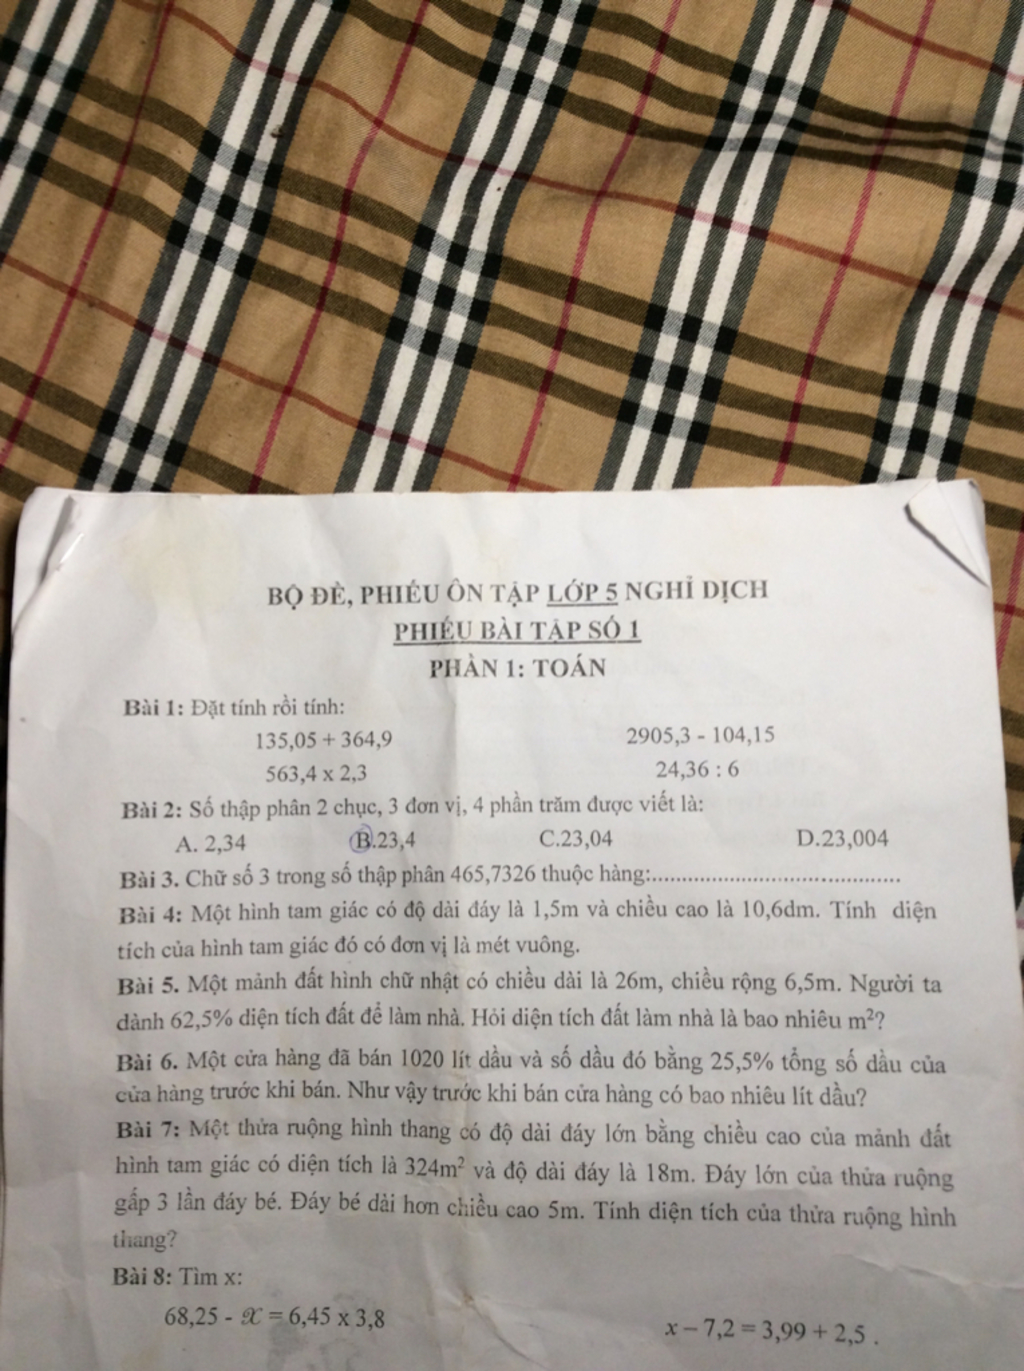 BỘ ĐỀ, PHIẾU ÔN TẬP LỚP 5 NGHỈ DỊCH
PHIẾU BÀI TẬP SỐ 1
PHẦN 1: TOÁN
Bài 1: Đặt tính rồi tính:
135,05 + 364,9 2905,3 - 104,15
563,4 x 2,3 24,36 : 6
Bài 2: Số thập phân 2 chục, 3 đơn vị, 4 phần trăm được viết là:
A. 2,34 B.23,4 C.23,04 D.23,004
Bài 3. Chữ số 3 trong số thập phân 465,7326 thuộc hàng:..........................................
Bài 4: Một hình tam giác có độ dài đáy là 1,5m và chiều cao là 10,6dm. Tính diện
tích của hình tam giác đó có đơn vị là mét vuông.
Bài 5. Một mảnh đất hình chữ nhật có chiều dài là 26m, chiều rộng 6,5m. Người ta
dành 62,5% diện tích đất để làm nhà. Hỏi diện tích đất làm nhà là bao nhiêu m²?
Bài 6. Một cửa hàng đã bán 1020 lít dầu và số dầu đó bằng 25,5% tổng số dầu của
cửa hàng trước khi bán. Như vậy trước khi bán cửa hàng có bao nhiêu lít dầu?
Bài 7: Một thửa ruộng hình thang có độ dài đáy lớn bằng chiều cao của mảnh đất
hình tam giác có diện tích là 324m² và độ dài đáy là 18m. Đáy lớn của thửa ruộng
gấp 3 lần đáy bé. Đáy bé dài hơn chiều cao 5m. Tính diện tích của thửa ruộng hình
thang?
Bài 8: Tìm x:
68,25 - x = 6,45 x 3,8 x – 7,2 = 3,99 + 2,5 .